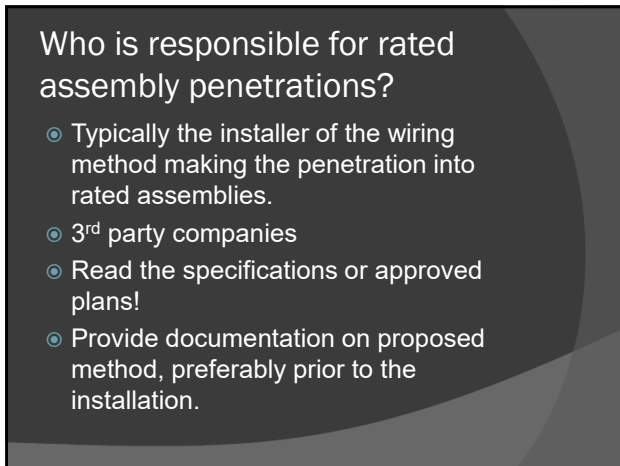 Who is responsible for rated
assembly penetrations?
Typically the installer of the wiring
method making the penetration into
rated assemblies.
3rd party companies
Read the specifications or approved
plans!
Provide documentation on proposed
method, preferably prior to the
installation.